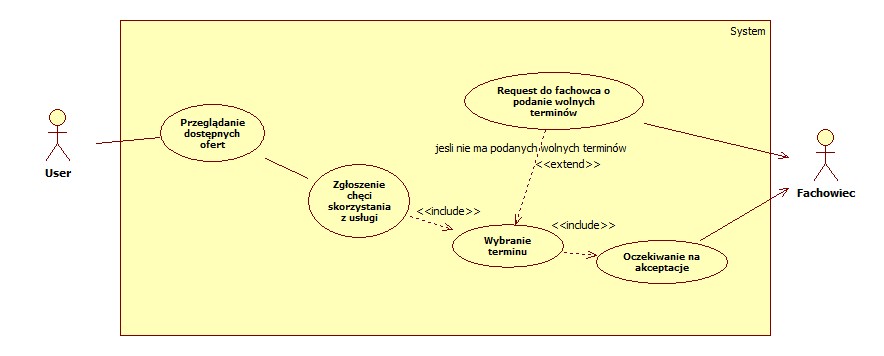 System
Request do fachowca o
podanie wolnych
terminów
Przeglądanie
dostępnych
ofert
User
jesli nie ma podanych wolnych terminów
<<extend>>
Fachowiec
Zgłoszenie
chęci
skorzystania
z usługi
<<include>>
<<include>>
Wybranie
terminu
Oczekiwanie na
akceptacje